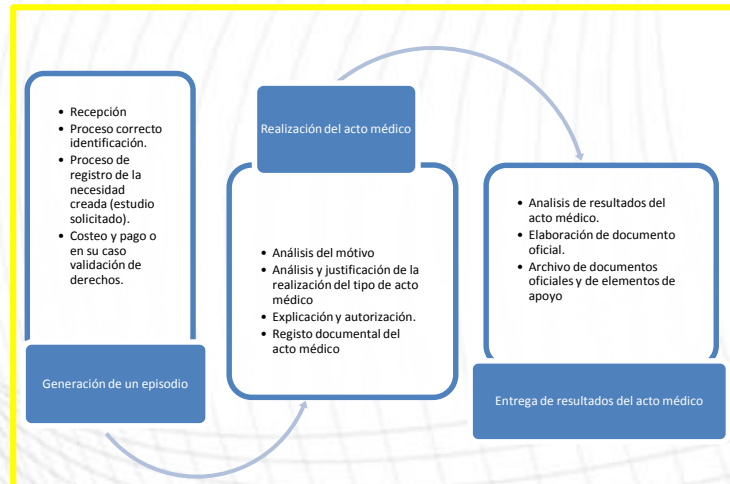 • Recepción
• Proceso correcto
identificación.
• Proceso de
registro de la
necesidad
creada (estudio
solicitado).
• Costeo y pago o
en su caso
validación de
derechos.
Generación de un episodio
Realización del acto médico
• Análisis del mótivo
• Análisis y justificación de la
realización del tipo de acto
médico
• Explicación y autorización.
• Registo documental del
acto médico
• Analisis de resultados del
acto médico.
• Elaboración de documento
oficial.
• Archivo de documentos
oficiales y de elementos de
apoyo
Entrega de resultados del acto médico